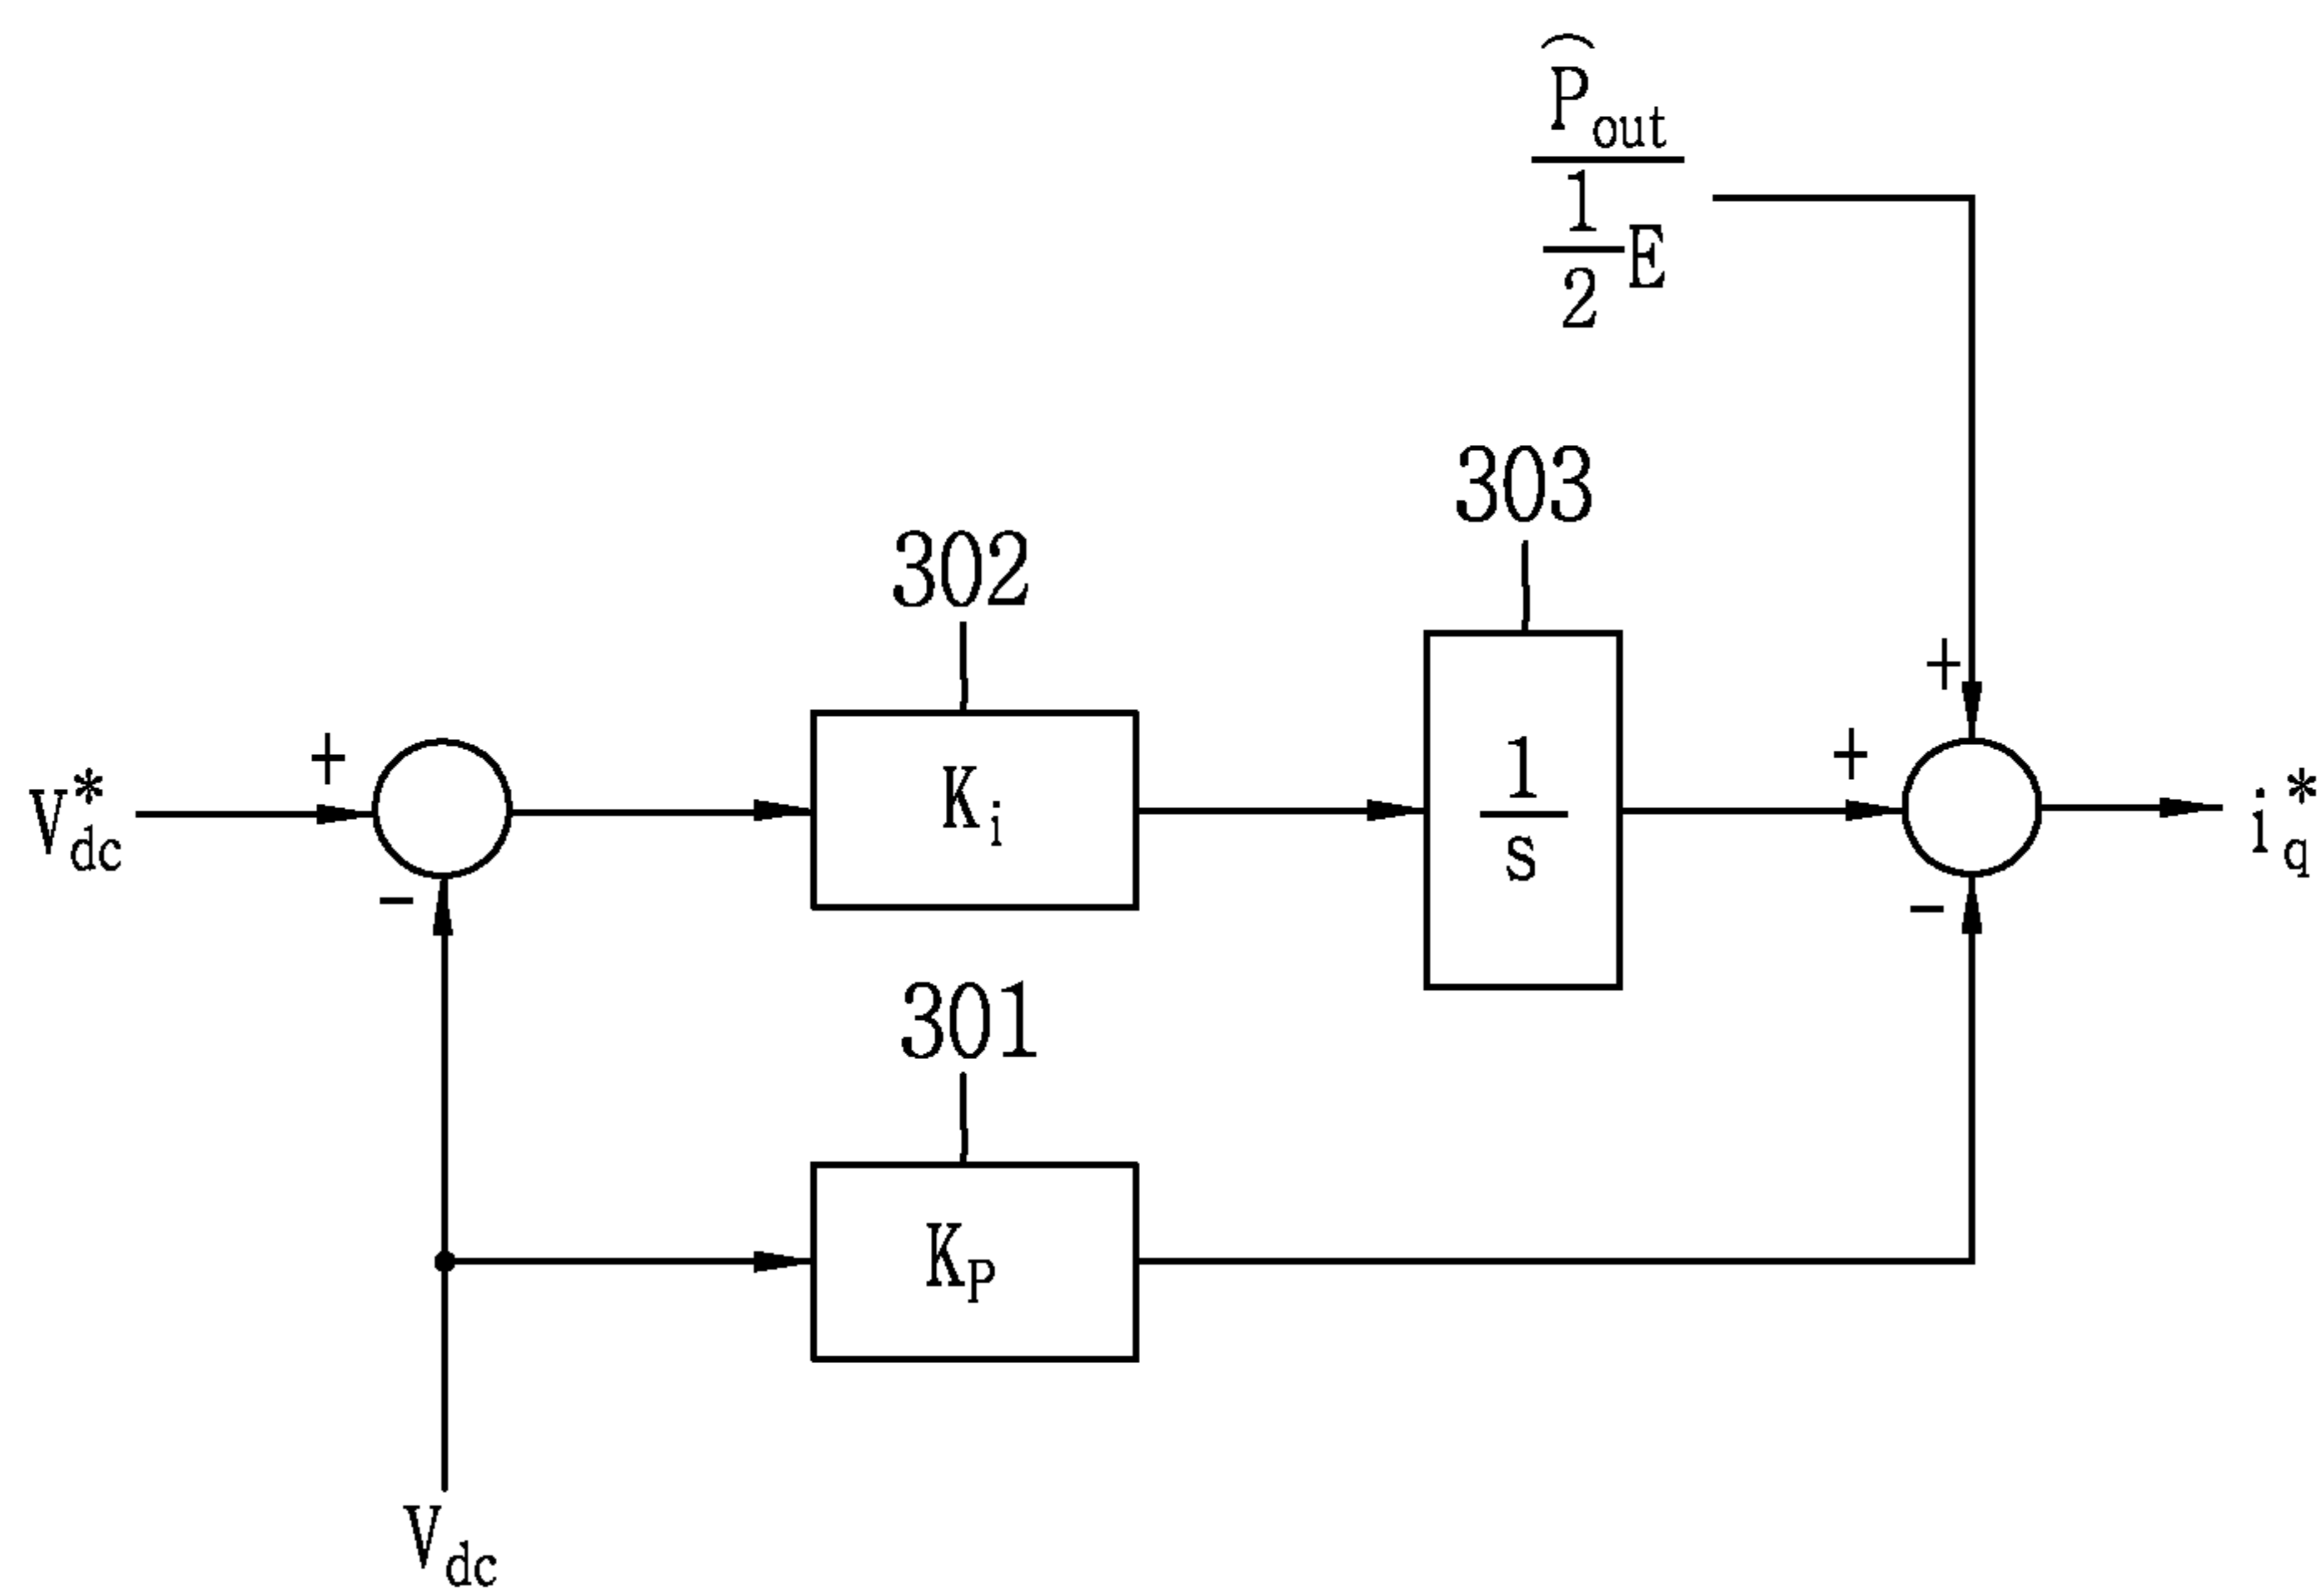 P̂out
1
2
E
303
302
+
+
+
V*dc
Ki
1
s
i*q
-
-
301
KP
Vdc